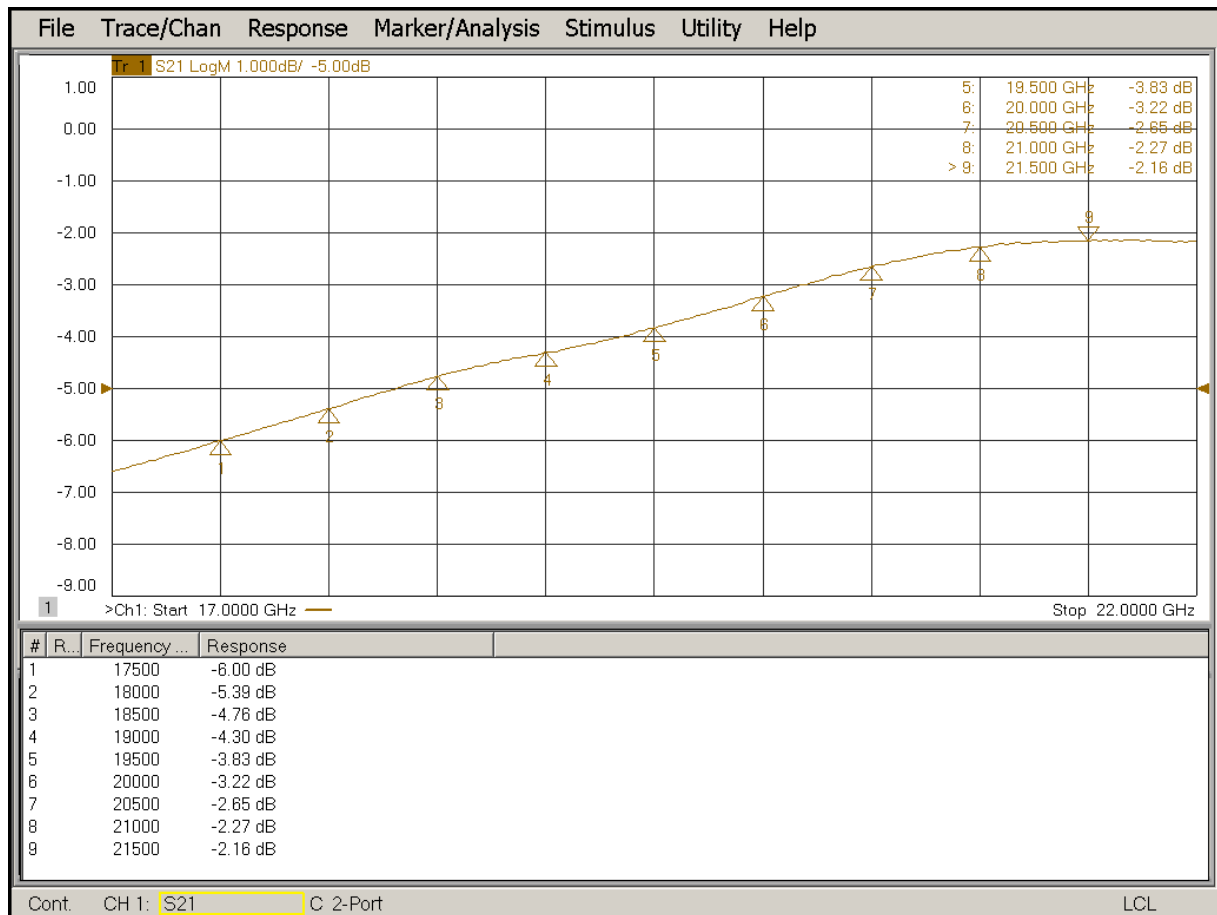 File Trace/Chan Response Marker/Analysis Stimulus Utility Help
Tr 1 S21 LogM 1.000dB/ -5.00dB
1.00
0.00
-1.00
-2.00
-3.00
-4.00
-5.00
-6.00
-7.00
-8.00
-9.00
5: 19.500 GHz -3.83 dB
6: 20.000 GHz -3.22 dB
7: 20.500 GHz -2.65 dB
8: 21.000 GHz -2.27 dB
> 9: 21.500 GHz -2.16 dB
1 2 3 4 5 6 7 8 9
1 >Ch1: Start 17.0000 GHz Stop 22.0000 GHz
# R... Frequency ... Response
1 17500 -6.00 dB
2 18000 -5.39 dB
3 18500 -4.76 dB
4 19000 -4.30 dB
5 19500 -3.83 dB
6 20000 -3.22 dB
7 20500 -2.65 dB
8 21000 -2.27 dB
9 21500 -2.16 dB
Cont. CH 1: S21 C 2-Port LCL